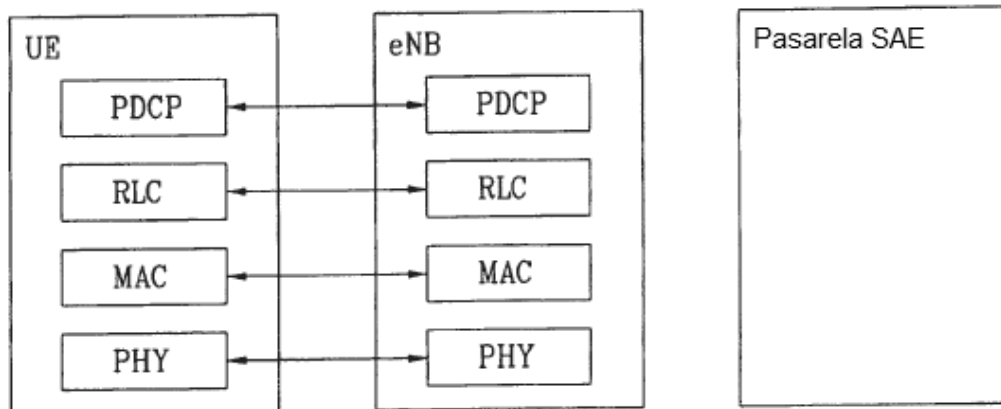 UE
eNB
Pasarela SAE
PDCP
PDCP
RLC
RLC
MAC
MAC
PHY
PHY